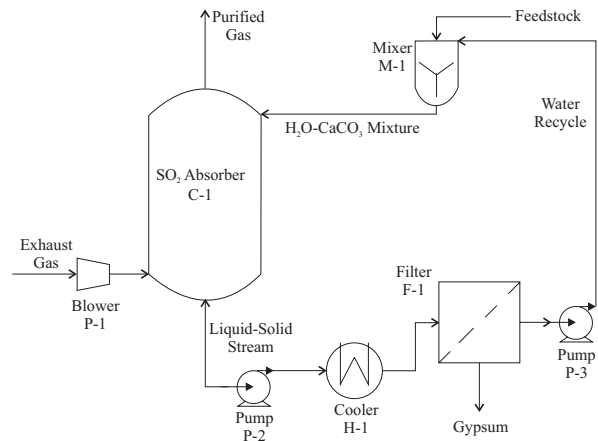 Purified
Gas
Feedstock
Mixer
M-1
Water
Recycle
H₂O-CaCO₃ Mixture
SO₂ Absorber
C-1
Exhaust
Gas
Blower
P-1
Filter
F-1
Liquid-Solid
Stream
Pump
P-2
Cooler
H-1
Pump
P-3
Gypsum